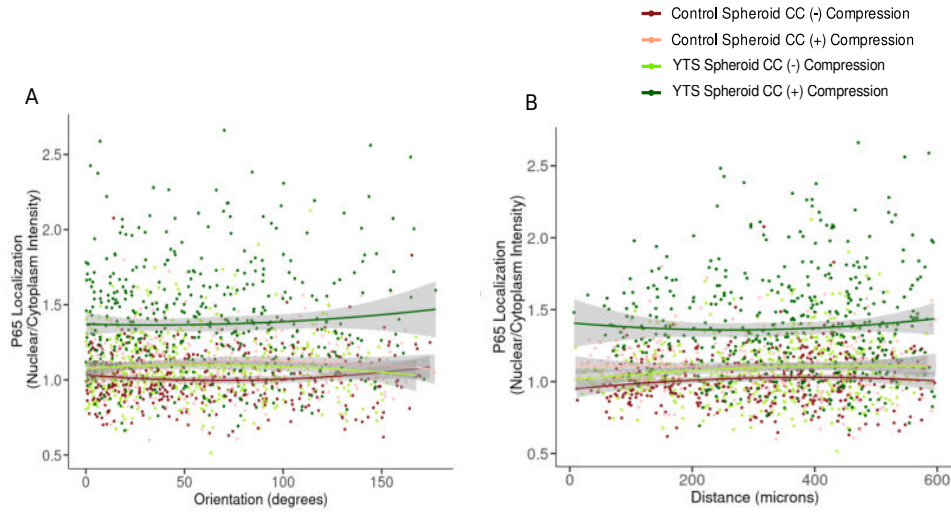 Control Spheroid CC (-) Compression
Control Spheroid CC (+) Compression
YTS Spheroid CC (-) Compression
YTS Spheroid CC (+) Compression
A
2.5
2.0
1.5
1.0
0.5
P65 Localization
(Nuclear/Cytoplasm Intensity)
0
50
100
150
Orientation (degrees)
B
2.5
2.0
1.5
1.0
0.5
P65 Localization
(Nuclear/Cytoplasm Intensity)
0
200
400
600
Distance (microns)